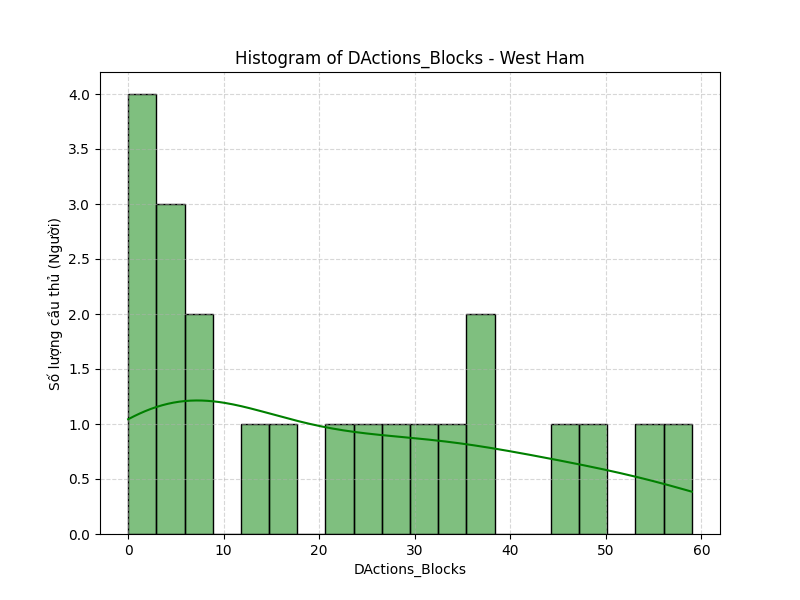 Histogram of DActions_Blocks - West Ham
Số lượng cầu thủ (Người)
4.0
3.5
3.0
2.5
2.0
1.5
1.0
0.5
0.0
0 10 20 30 40 50 60
DActions_Blocks